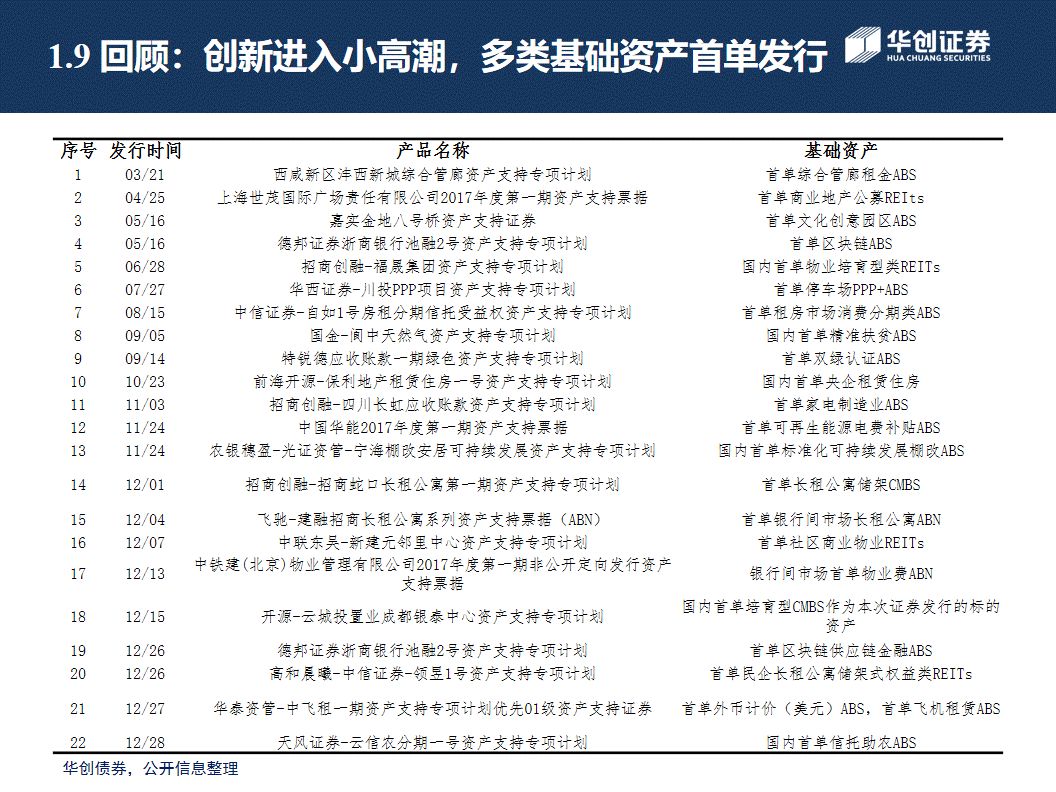 1.9 回顾：创新进入小高潮，多类基础资产首单发行
华创证券
HUA CHUANG SECURITIES
序号 发行时间 产品名称 基础资产
1 03/21 西咸新区沣西新城综合管廊资产支持专项计划 首单综合管廊租金ABS
2 04/25 上海世茂国际广场责任有限公司2017年度第一期资产支持票据 首单商业地产公募REIts
3 05/16 嘉实金地八号桥资产支持证券 首单文化创意园区ABS
4 05/16 德邦证券浙商银行池融2号资产支持专项计划 首单区块链ABS
5 06/28 招商创融-福晟集团资产支持专项计划 国内首单物业培育型类REITs
6 07/27 华西证券-川投PPP项目资产支持专项计划 首单停车场PPP+ABS
7 08/15 中信证券-自如1号房租分期信托受益权资产支持专项计划 首单租房市场消费分期类ABS
8 09/05 国金-阆中天然气资产支持专项计划 国内首单精准扶贫ABS
9 09/14 特锐德应收账款一期绿色资产支持专项计划 首单双绿认证ABS
10 10/23 前海开源-保利地产租赁住房一号资产支持专项计划 国内首单央企租赁住房
11 11/03 招商创融-四川长虹应收账款资产支持专项计划 首单家电制造业ABS
12 11/24 中国华能2017年度第一期资产支持票据 首单可再生能源电费补贴ABS
13 11/24 农银穗盈-光证资管-宁海棚改安居可持续发展资产支持专项计划 国内首单标准化可持续发展棚改ABS
14 12/01 招商创融-招商蛇口长租公寓第一期资产支持专项计划 首单长租公寓储架CMBS
15 12/04 飞驰-建融招商长租公寓系列资产支持票据（ABN） 首单银行间市场长租公寓ABN
16 12/07 中联东吴-新建元邻里中心资产支持专项计划 首单社区商业物业REITs
17 12/13 中铁建(北京)物业管理有限公司2017年度第一期非公开定向发行资产 银行间市场首单物业费ABN
支持票据
18 12/15 开源-云城投置业成都银泰中心资产支持专项计划 国内首单培育型CMBS作为本次证券发行的标的
资产
19 12/26 德邦证券浙商银行池融2号资产支持专项计划 首单区块链供应链金融ABS
20 12/26 高和晨曦-中信证券-领昱1号资产支持专项计划 首单民企长租公寓储架式权益类REITs
21 12/27 华泰资管-中飞租一期资产支持专项计划优先01级资产支持证券 首单外币计价（美元）ABS，首单飞机租赁ABS
22 12/28 天风证券-云信农分期一号资产支持专项计划 国内首单信托助农ABS
华创债券，公开信息整理